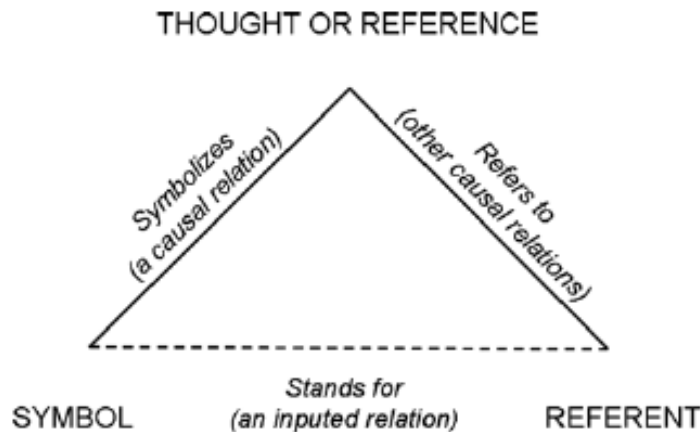 THOUGHT OR REFERENCE
Symbolizes
(a causal relation)
Refers to
(other causal relations)
Stands for
(an inputed relation)
SYMBOL
REFERENT